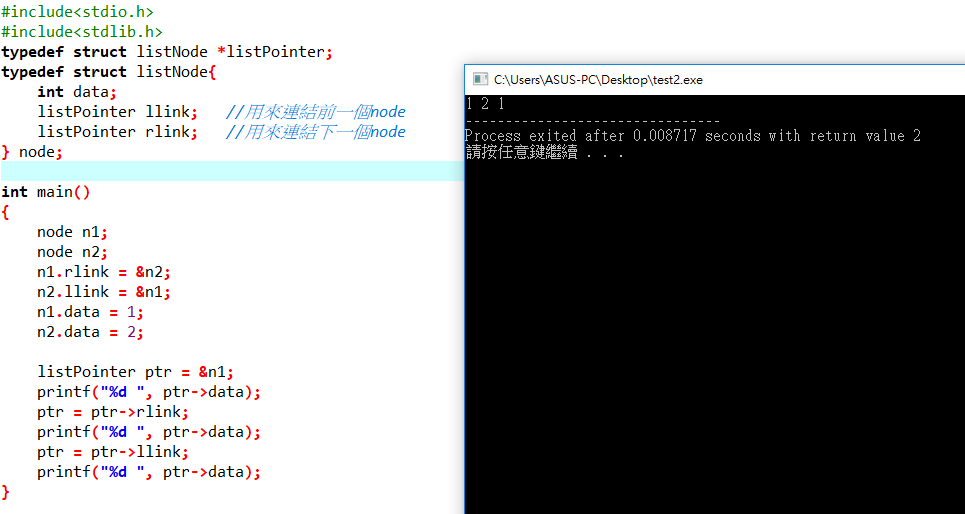 #include<stdio.h>
#include<stdlib.h>
typedef struct listNode *listPointer;
typedef struct listNode{
    int data;
    listPointer llink;   //用來連結前一個node
    listPointer rlink;   //用來連結下一個node
} node;
int main()
{
    node n1;
    node n2;
    n1.rlink = &n2;
    n2.llink = &n1;
    n1.data = 1;
    n2.data = 2;
    listPointer ptr = &n1;
    printf("%d ", ptr->data);
    ptr = ptr->rlink;
    printf("%d ", ptr->data);
    ptr = ptr->llink;
    printf("%d ", ptr->data);
}
C:\Users\ASUS-PC\Desktop\test2.exe
1 2 1
--------------------------------
Process exited after 0.008717 seconds with return value 2
請按任意鍵繼續 . . .